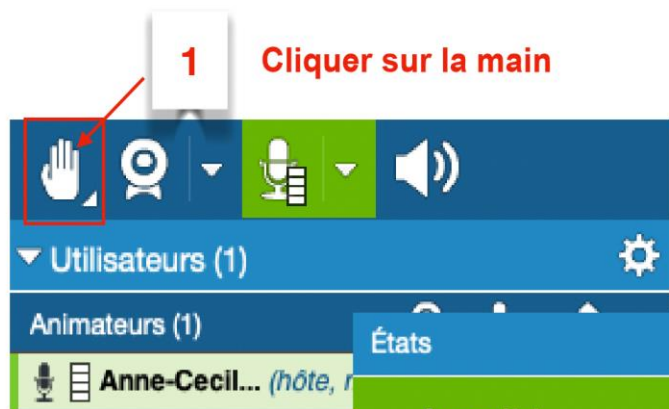 1 Cliquer sur la main
Utilisateurs (1)
Animateurs (1)
États
Anne-Cecil... (hôte,